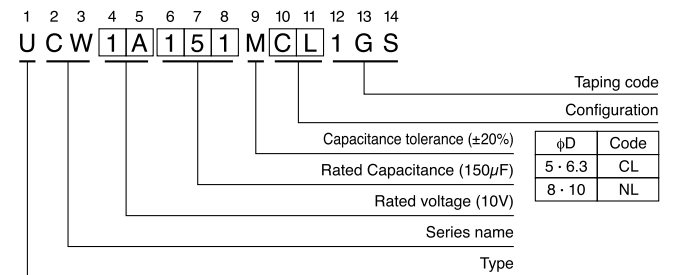 1 2 3 4 5 6 7 8 9 10 11 12 13 14
U C W 1 A 1 5 1 M C L 1 G S
Taping code
Configuration
Capacitance tolerance (±20%)
Rated Capacitance (150µF)
Rated voltage (10V)
Series name
Type
ϕD Code
5 · 6.3 CL
8 · 10 NL